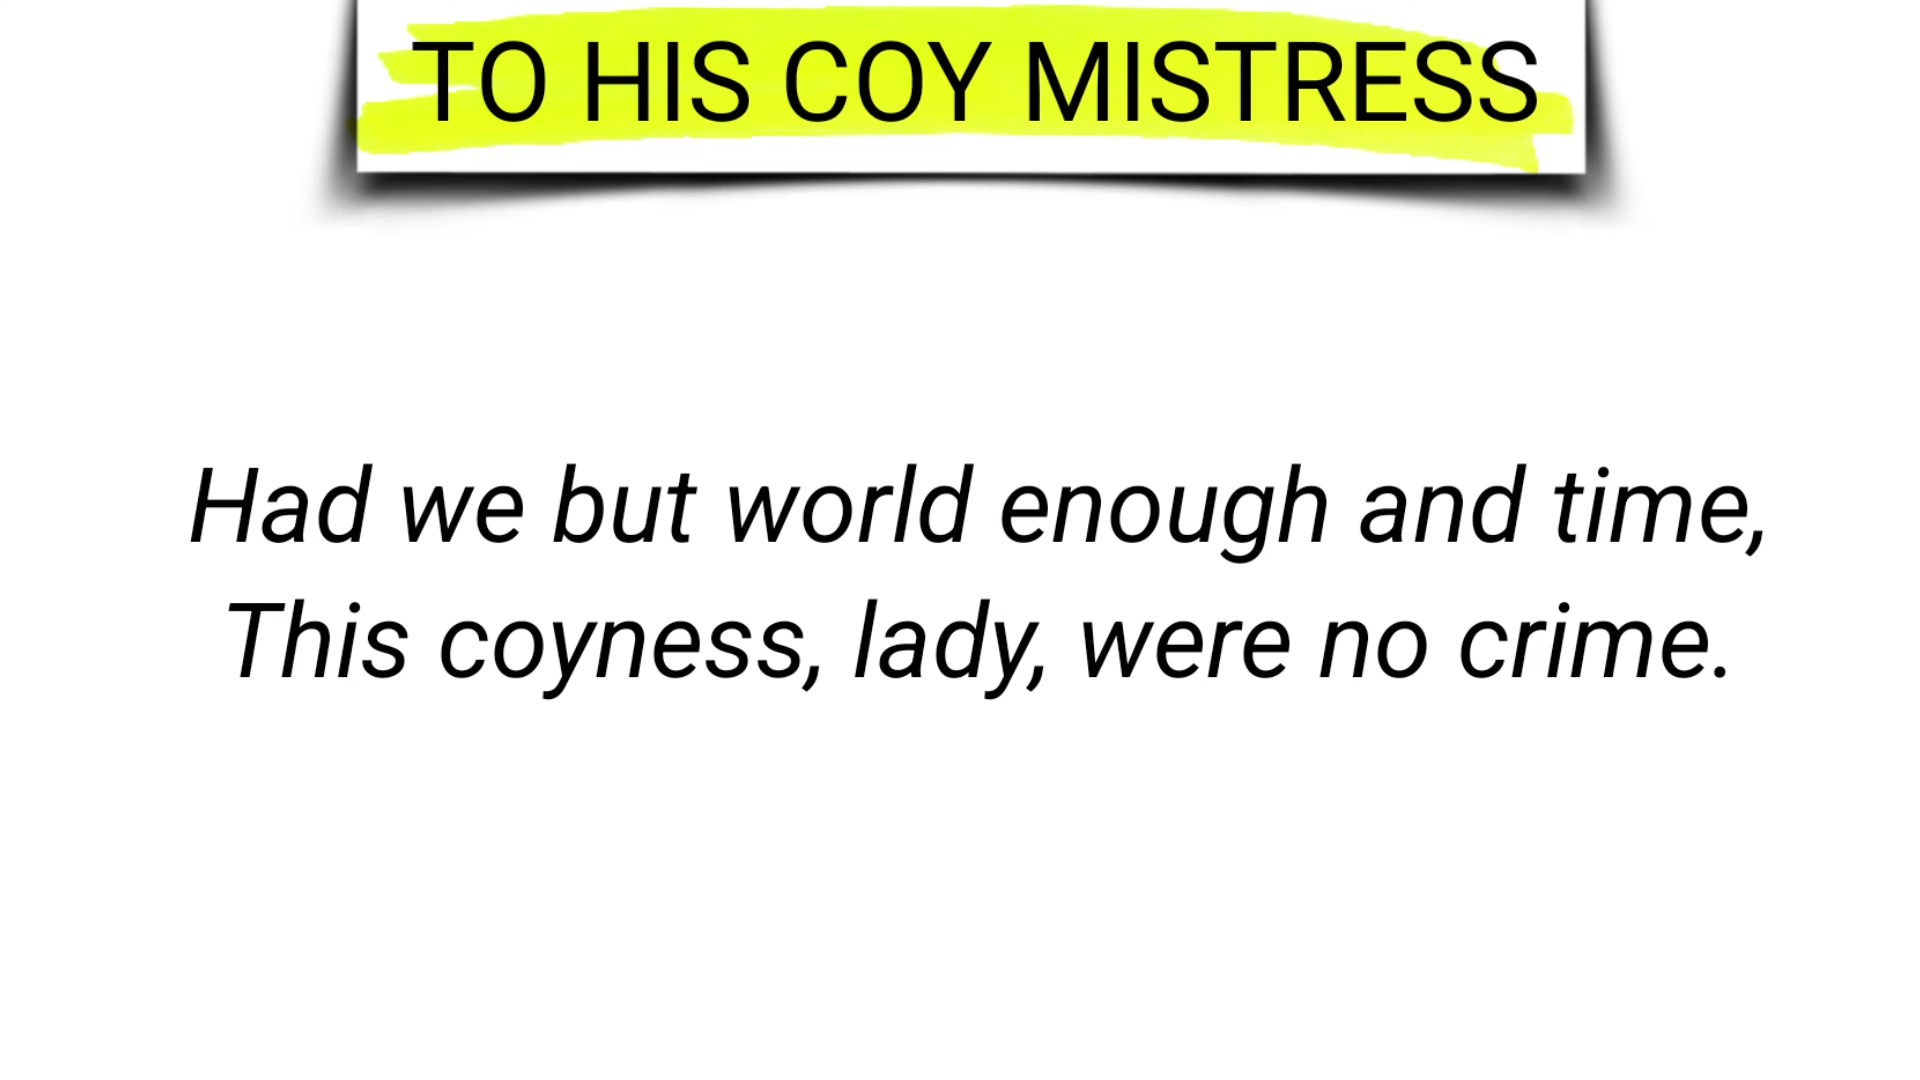 TO HIS COY MISTRESS
Had we but world enough and time,
This coyness, lady, were no crime.